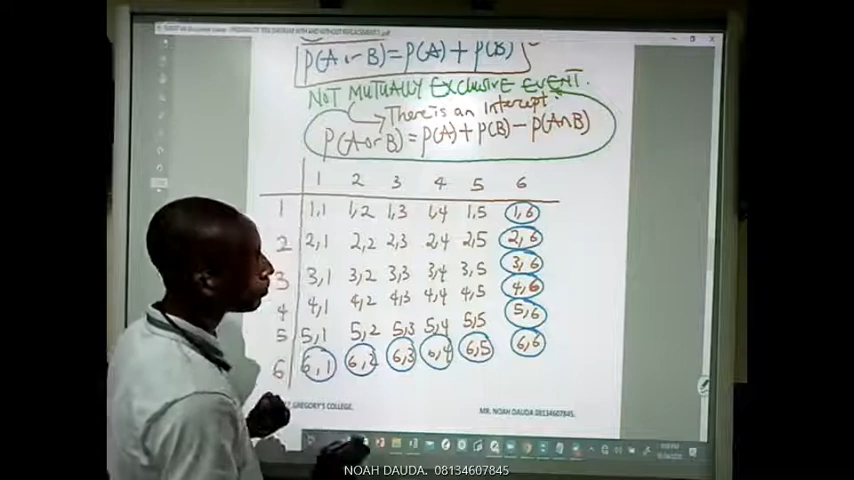 P(A or B) = P(A) + P(B)
NOT MUTUALLY EXCLUSIVE EVENT.
There is an Intercept
P(A or B) = P(A) + P(B) - P(A∩B)
1 2 3 4 5 6
1 1,1 1,2 1,3 1,4 1,5 1,6
2 2,1 2,2 2,3 2,4 2,5 2,6
3 3,1 3,2 3,3 3,4 3,5 3,6
4 4,1 4,2 4,3 4,4 4,5 4,6
5 5,1 5,2 5,3 5,4 5,5 5,6
6 6,1 6,2 6,3 6,4 6,5 6,6
GREGORY'S COLLEGE. MR. NOAH DAUDA 08134607845.
NOAH DAUDA. 08134607845